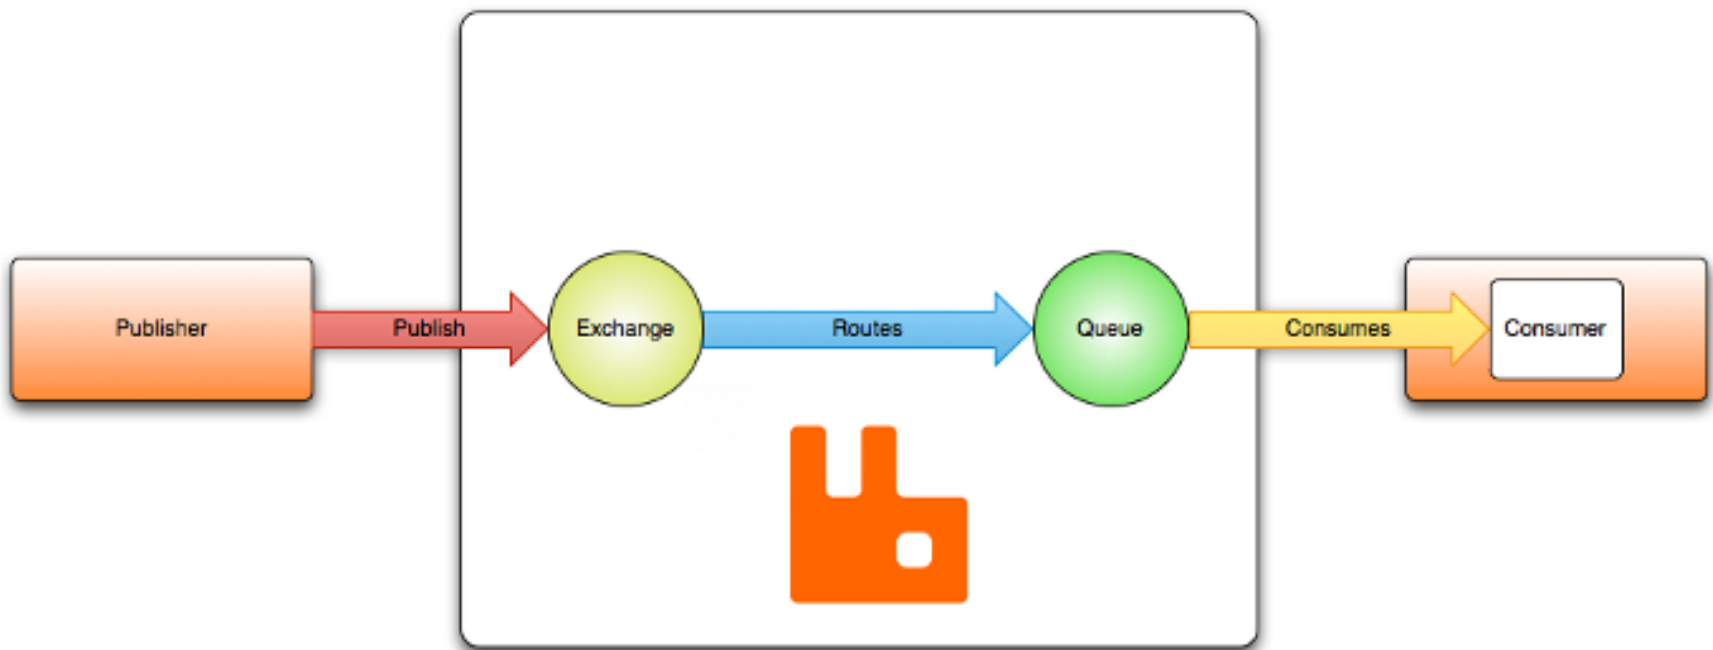 Publisher
Publish
Exchange
Routes
Queue
Consumes
Consumer